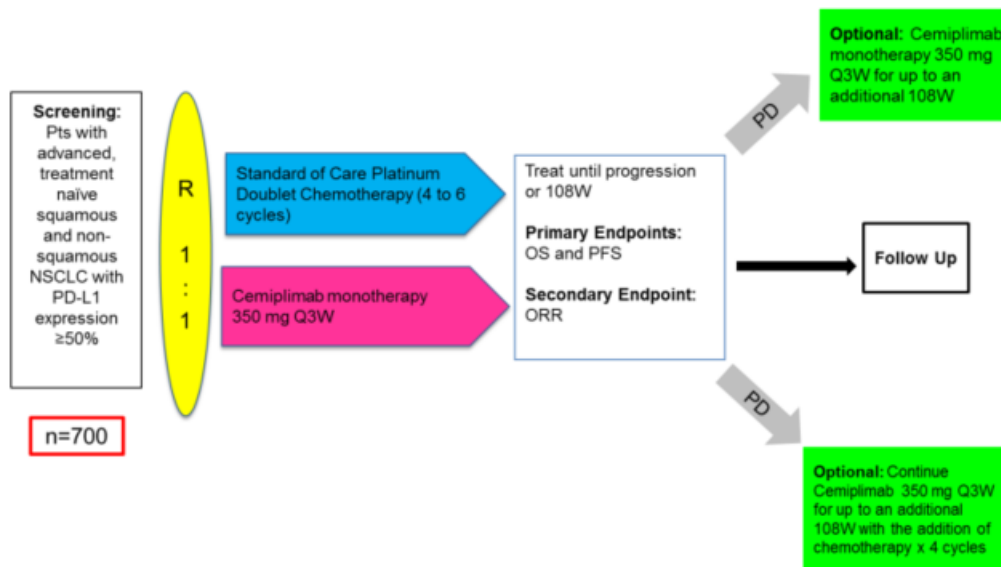 Screening:
Pts with
advanced,
treatment
naïve
squamous
and non-
squamous
NSCLC with
PD-L1
expression
≥50%
n=700
R
1
:
1
Standard of Care Platinum
Doublet Chemotherapy (4 to 6
cycles)
Cemiplimab monotherapy
350 mg Q3W
Treat until progression
or 108W
Primary Endpoints:
OS and PFS
Secondary Endpoint:
ORR
PD
Optional: Cemiplimab
monotherapy 350 mg
Q3W for up to an
additional 108W
Follow Up
PD
Optional: Continue
Cemiplimab 350 mg Q3W
for up to an additional
108W with the addition of
chemotherapy x 4 cycles